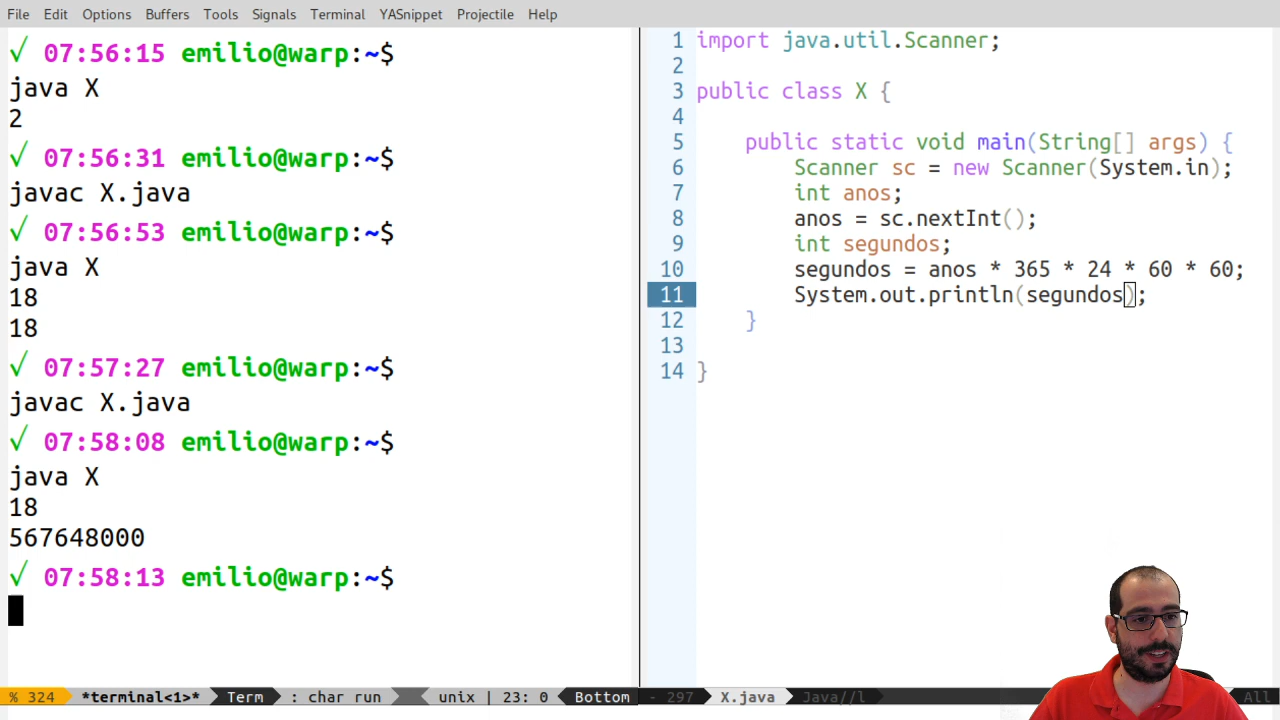 File Edit Options Buffers Tools Signals Terminal YASnippet Projectile Help
√ 07:56:15 emilio@warp:~$
java X
2
√ 07:56:31 emilio@warp:~$
javac X.java
√ 07:56:53 emilio@warp:~$
java X
18
18
√ 07:57:27 emilio@warp:~$
javac X.java
√ 07:58:08 emilio@warp:~$
java X
18
567648000
√ 07:58:13 emilio@warp:~$
% 324 *terminal<1>* Term : char run unix | 23: 0 Bottom
1 import java.util.Scanner;
2
3 public class X {
4
5 public static void main(String[] args) {
6 Scanner sc = new Scanner(System.in);
7 int anos;
8 anos = sc.nextInt();
9 int segundos;
10 segundos = anos * 365 * 24 * 60 * 60;
11 System.out.println(segundos);
12 }
13
14 }
- 297 X.java Java//l All